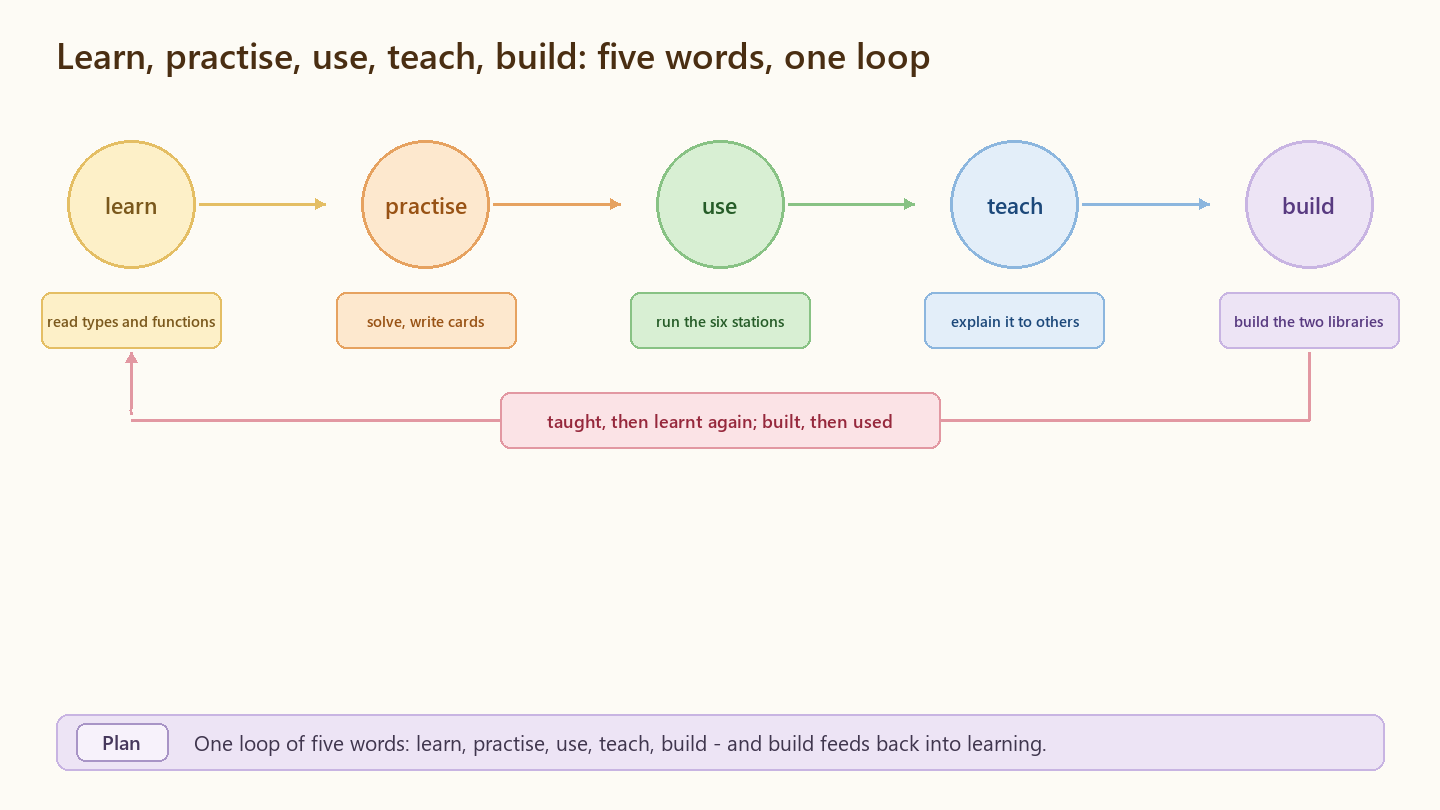 Learn, practise, use, teach, build: five words, one loop
learn
practise
use
teach
build
read types and functions
solve, write cards
run the six stations
explain it to others
build the two libraries
taught, then learnt again; built, then used
Plan
One loop of five words: learn, practise, use, teach, build - and build feeds back into learning.